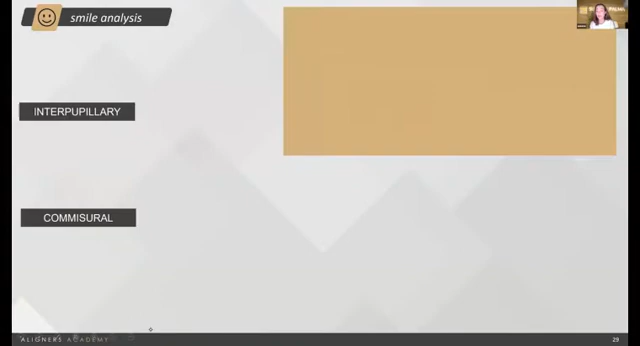 smile analysis
INTERPUPILLARY
COMMISURAL
ALIGNERS ACADEMY
29